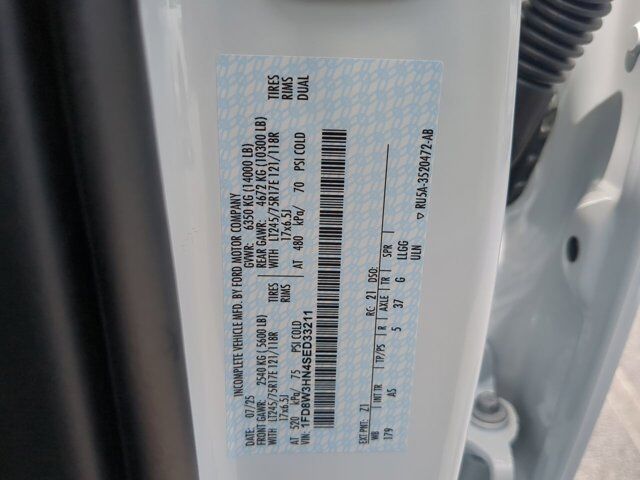 INCOMPLETE VEHICLE MFD. BY FORD MOTOR COMPANY
07/25 GVWR: 6350 KG (14000 LB)
FRONT GAWR: 2540 KG (5600 LB) REAR GAWR: 4672 KG (10300 LB)
WITH LT245/75R17E 121/118R TIRES WITH LT245/75R17E 121/118R TIRES
17x6.5J RIMS 17x6.5J RIMS
AT 520 kPa/ 75 PSI COLD AT 480 kPa/ 70 PSI COLD DUAL
VIN: 1FD8W3HN4SED33211
EXT PNT: Z1 RC: 21 DSO:
WB INT TR TP/PS R AXLE TR SPR
179 AS 5 37 G LLGG
ULN
▽ RU5A-3520472-AB